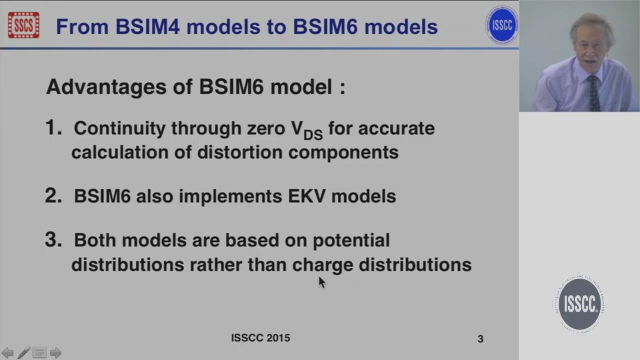 SSCS
From BSIM4 models to BSIM6 models
ISSCC
Advantages of BSIM6 model :
1. Continuity through zero VDS for accurate
calculation of distortion components
2. BSIM6 also implements EKV models
3. Both models are based on potential
distributions rather than charge distributions
ISSCC
ISSCC 2015
3